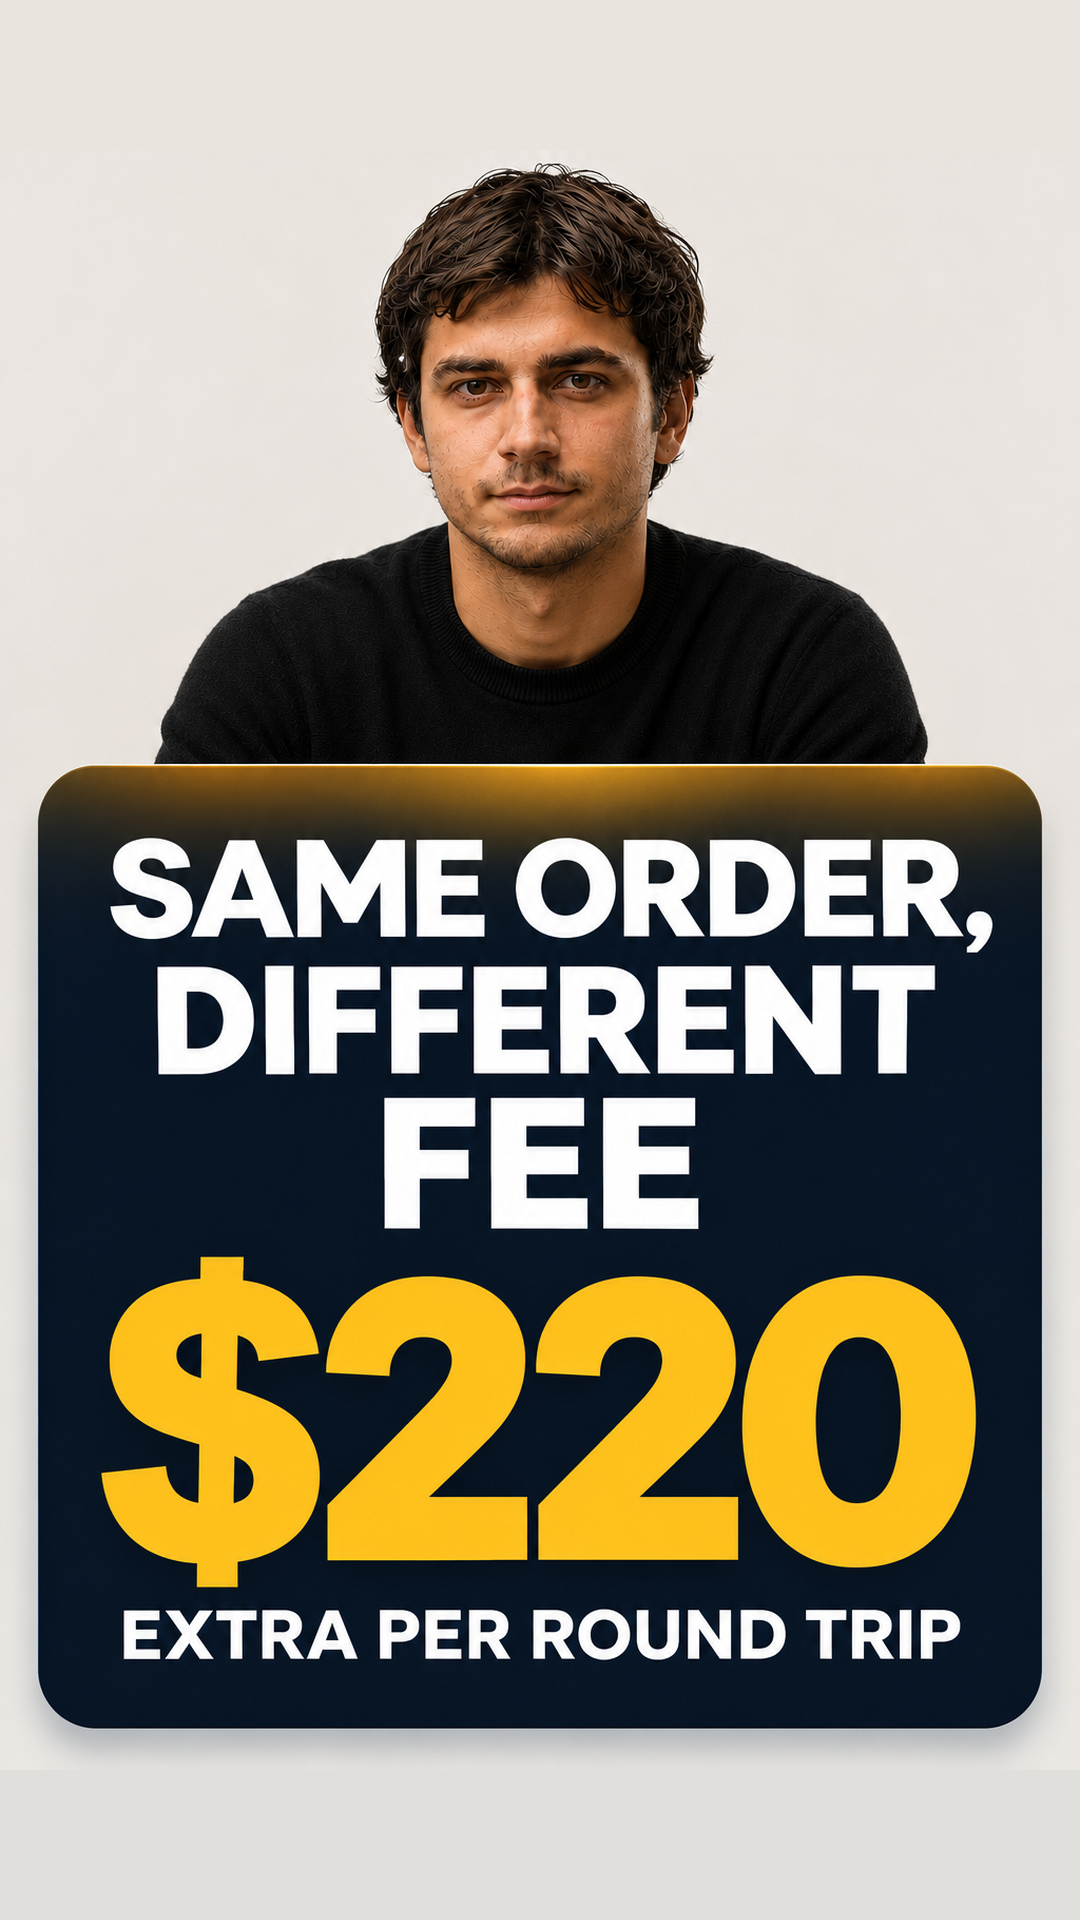 SAME ORDER,
DIFFERENT
FEE
$220
EXTRA PER ROUND TRIP